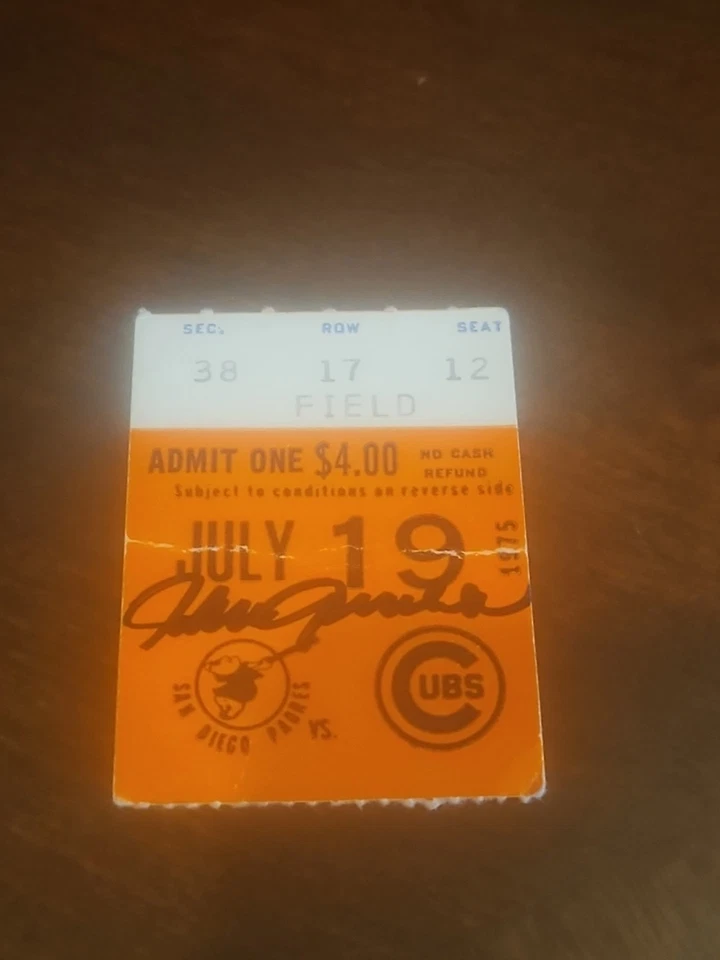 SEC. ROW SEAT
38 17 12
FIELD
ADMIT ONE $4.00 NO CASH REFUND
Subject to conditions on reverse side
JULY 19 1975
SAN DIEGO PADRES VS. CUBS